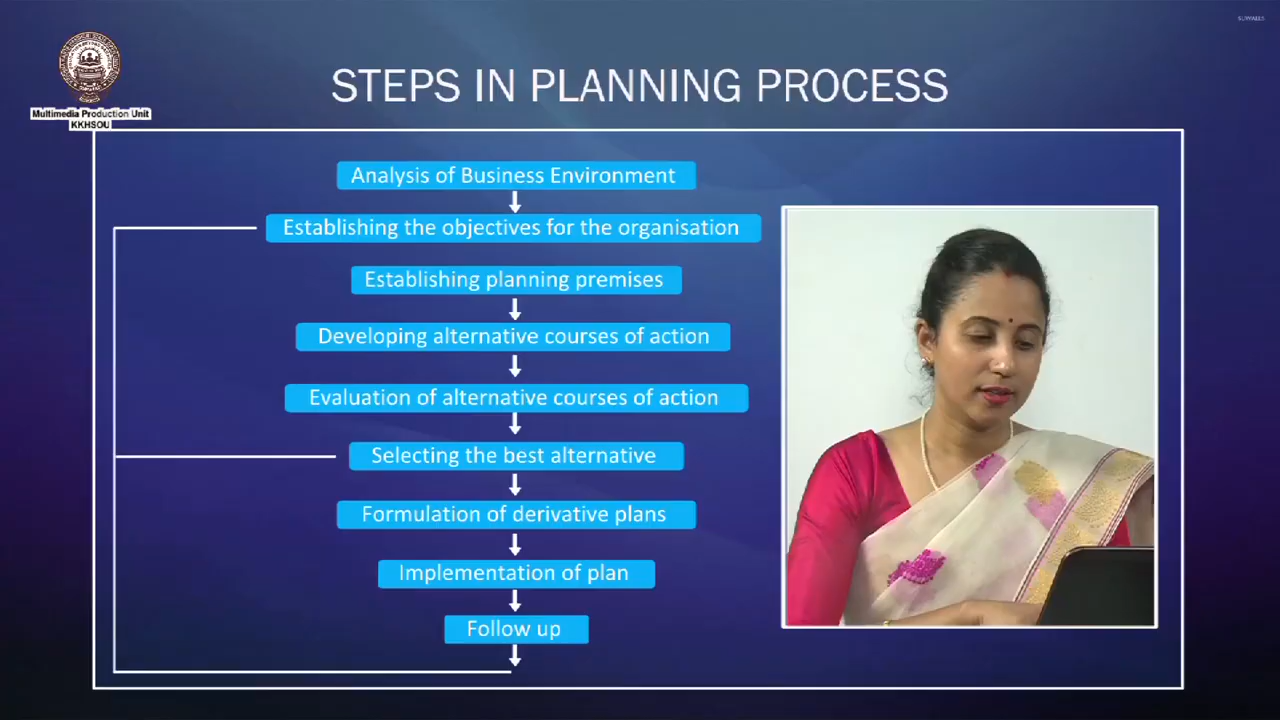 STEPS IN PLANNING PROCESS
Multimedia Production Unit
KKHSOU
Analysis of Business Environment
Establishing the objectives for the organisation
Establishing planning premises
Developing alternative courses of action
Evaluation of alternative courses of action
Selecting the best alternative
Formulation of derivative plans
Implementation of plan
Follow up